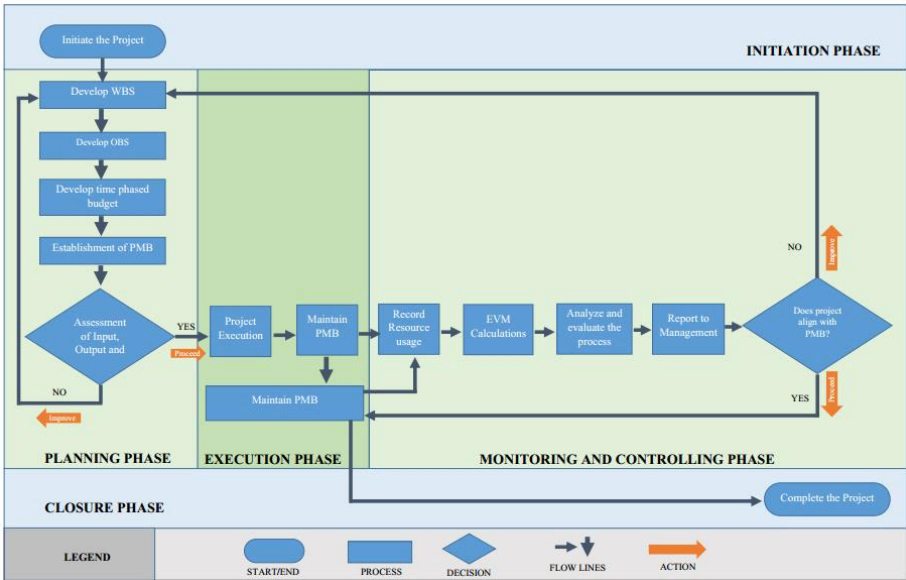 Initiate the Project
INITIATION PHASE
Develop WBS
Develop OBS
Develop time phased
budget
Establishment of PMB
Assessment
of Input,
Output and
YES
Proceed
NO
Improve
PLANNING PHASE
Project
Execution
Maintain
PMB
Maintain PMB
EXECUTION PHASE
Record
Resource
usage
EVM
Calculations
Analyze and
evaluate the
process
Report to
Management
Does project
align with
PMB?
NO
Improve
YES
Proceed
MONITORING AND CONTROLLING PHASE
CLOSURE PHASE
Complete the Project
LEGEND
START/END
PROCESS
DECISION
FLOW LINES
ACTION